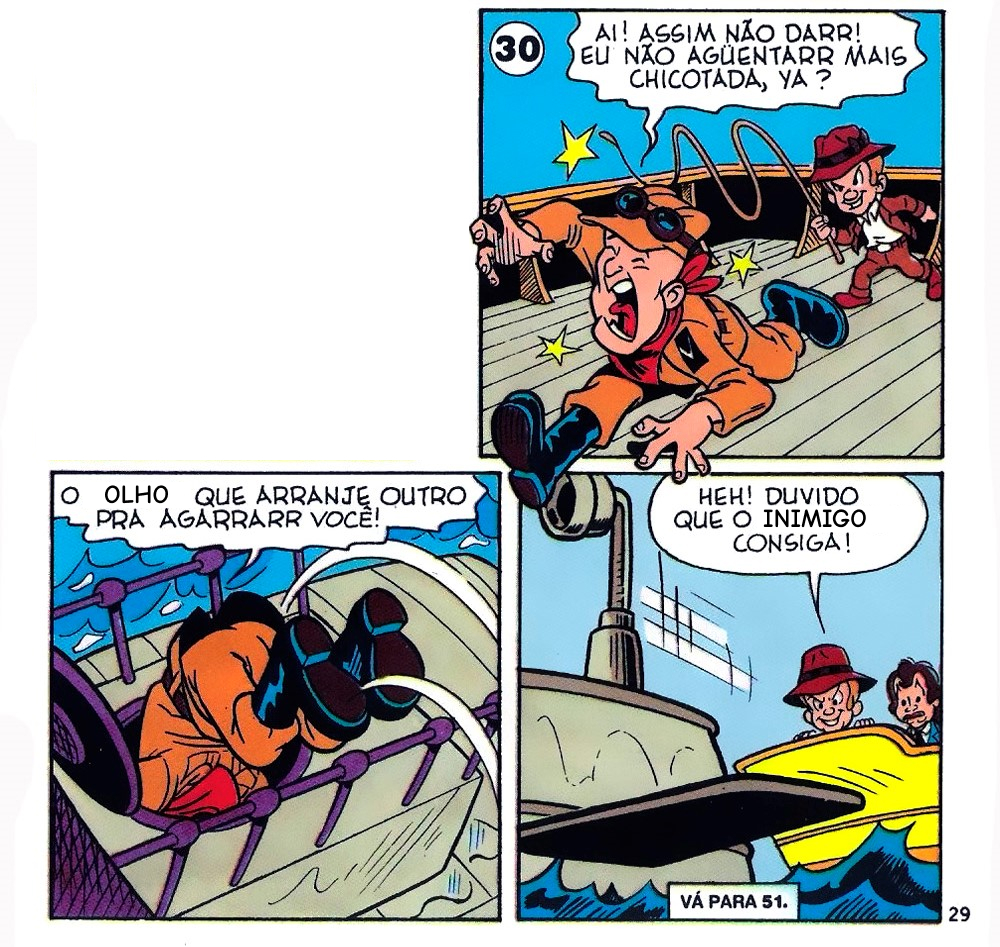 30
AI! ASSIM NÃO DARR!
EU NÃO AGÜENTARR MAIS
CHICOTADA, YA?
O OLHO QUE ARRANJE OUTRO
PRA AGARRARR VOCÊ!
HEH! DUVIDO
QUE O INIMIGO
CONSIGA!
VÁ PARA 51.
29